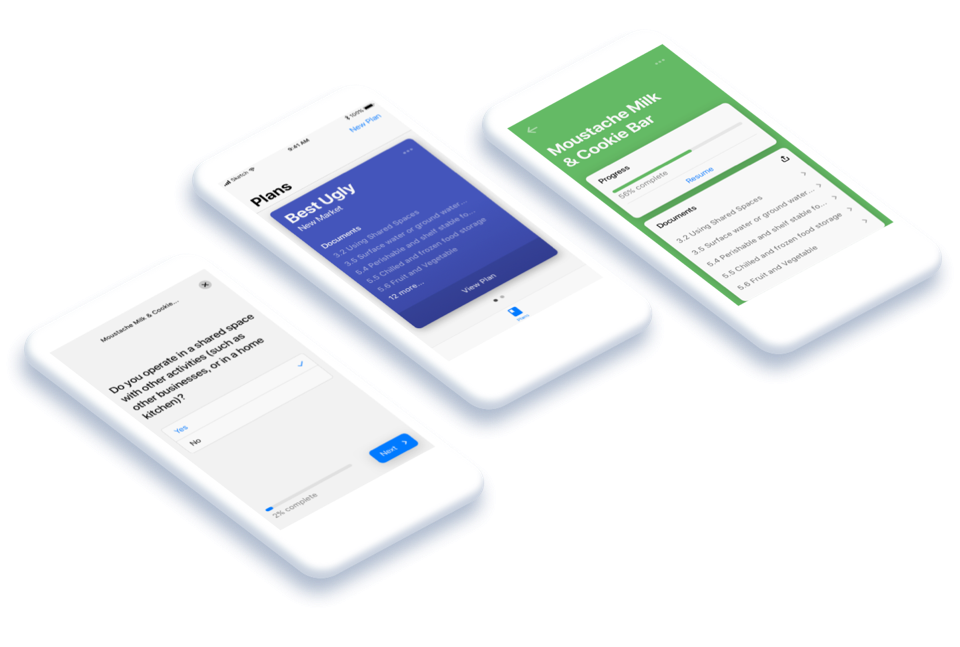 Moustache Milk & Cookie...
Do you operate in a shared space
with other activities (such as
other businesses, or in a home
kitchen)?
Yes
No
2% complete
Next
Sketch
9:41 AM
New Plan
Plans
Best Ugly
New Market
Documents
3.2 Using Shared Spaces
3.5 Surface water or ground water...
5.4 Perishable and shelf stable fo...
5.5 Chilled and frozen food storage
5.6 Fruit and Vegetable
12 more...
View Plan
Plans
Moustache Milk
& Cookie Bar
Progress
56% complete
Resume
Documents
3.2 Using Shared Spaces
3.5 Surface water or ground water...
5.4 Perishable and shelf stable fo...
5.5 Chilled and frozen food storage
5.6 Fruit and Vegetable